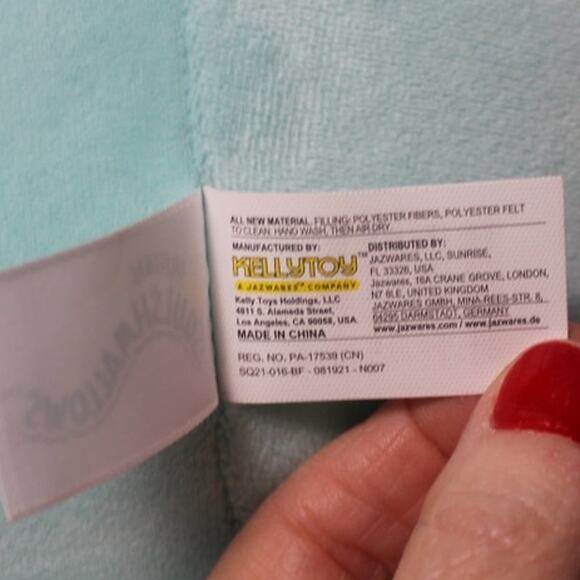 ALL NEW MATERIAL, FILLING: POLYESTER FIBERS, POLYESTER FELT
TO CLEAN: HAND WASH, THEN AIR DRY
MANUFACTURED BY:
KELLYTOY™
A JAZWARES™ COMPANY
Kelly Toys Holdings, LLC
4811 S. Alameda Street,
Los Angeles, CA 90058, USA
MADE IN CHINA
DISTRIBUTED BY:
JAZWARES, LLC, SUNRISE,
FL 33326, USA
Jazwares, 16A CRANE GROVE, LONDON,
N7 8LE, UNITED KINGDOM
JAZWARES GMBH, MINA-REES-STR. 8,
64295 DARMSTADT, GERMANY
www.jazwares.com / www.jazwares.de
REG. NO. PA-17539 (CN)
SQ21-016-BF - 081921 - N007